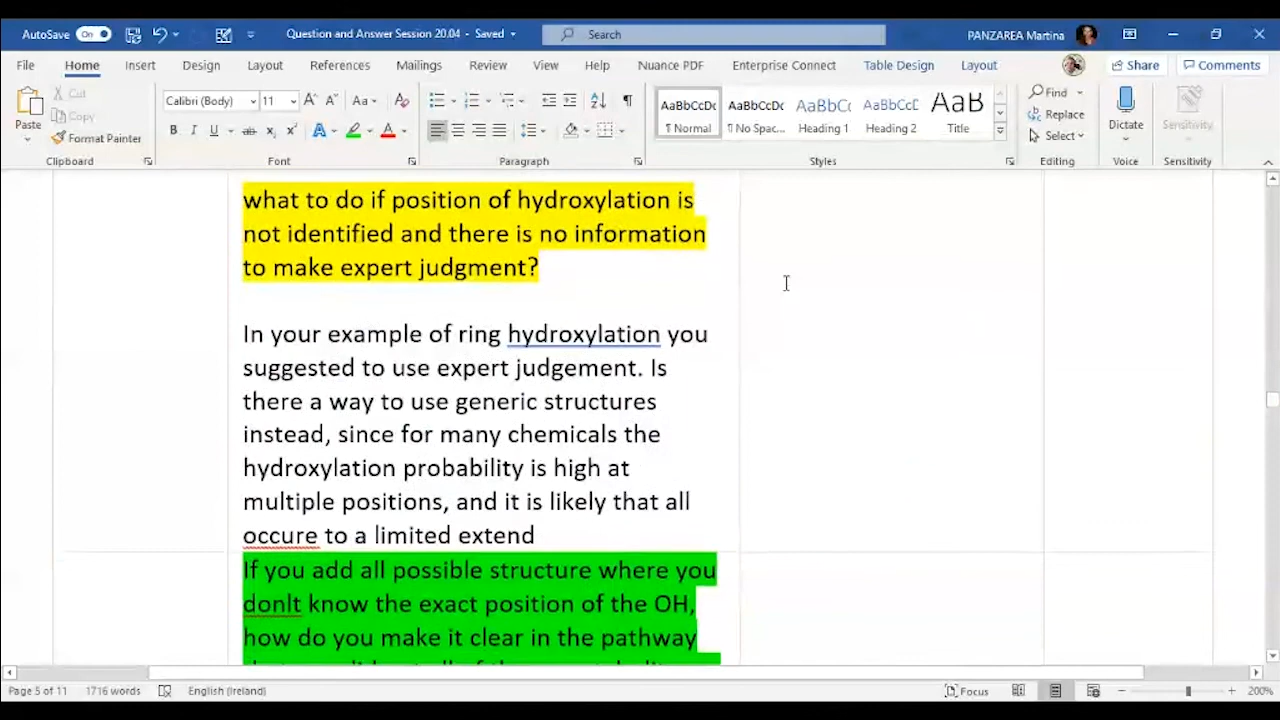 AutoSave On Question and Answer Session 20.04 - Saved Search PANZAREA Martina
File Home Insert Design Layout References Mailings Review View Help Nuance PDF Enterprise Connect Table Design Layout Share Comments
Paste Cut Copy Format Painter
Calibri (Body) 11
AaBbCcDc AaBbCcDc AaBbCc AaBbCcD AaB
¶ Normal ¶ No Spac... Heading 1 Heading 2 Title
Find Replace Select
Dictate Sensitivity
Clipboard Font Paragraph Styles Editing Voice Sensitivity
what to do if position of hydroxylation is
not identified and there is no information
to make expert judgment?
In your example of ring hydroxylation you
suggested to use expert judgement. Is
there a way to use generic structures
instead, since for many chemicals the
hydroxylation probability is high at
multiple positions, and it is likely that all
occure to a limited extend
If you add all possible structure where you
donlt know the exact position of the OH,
how do you make it clear in the pathway
Page 5 of 11 1716 words English (Ireland) Focus 200%